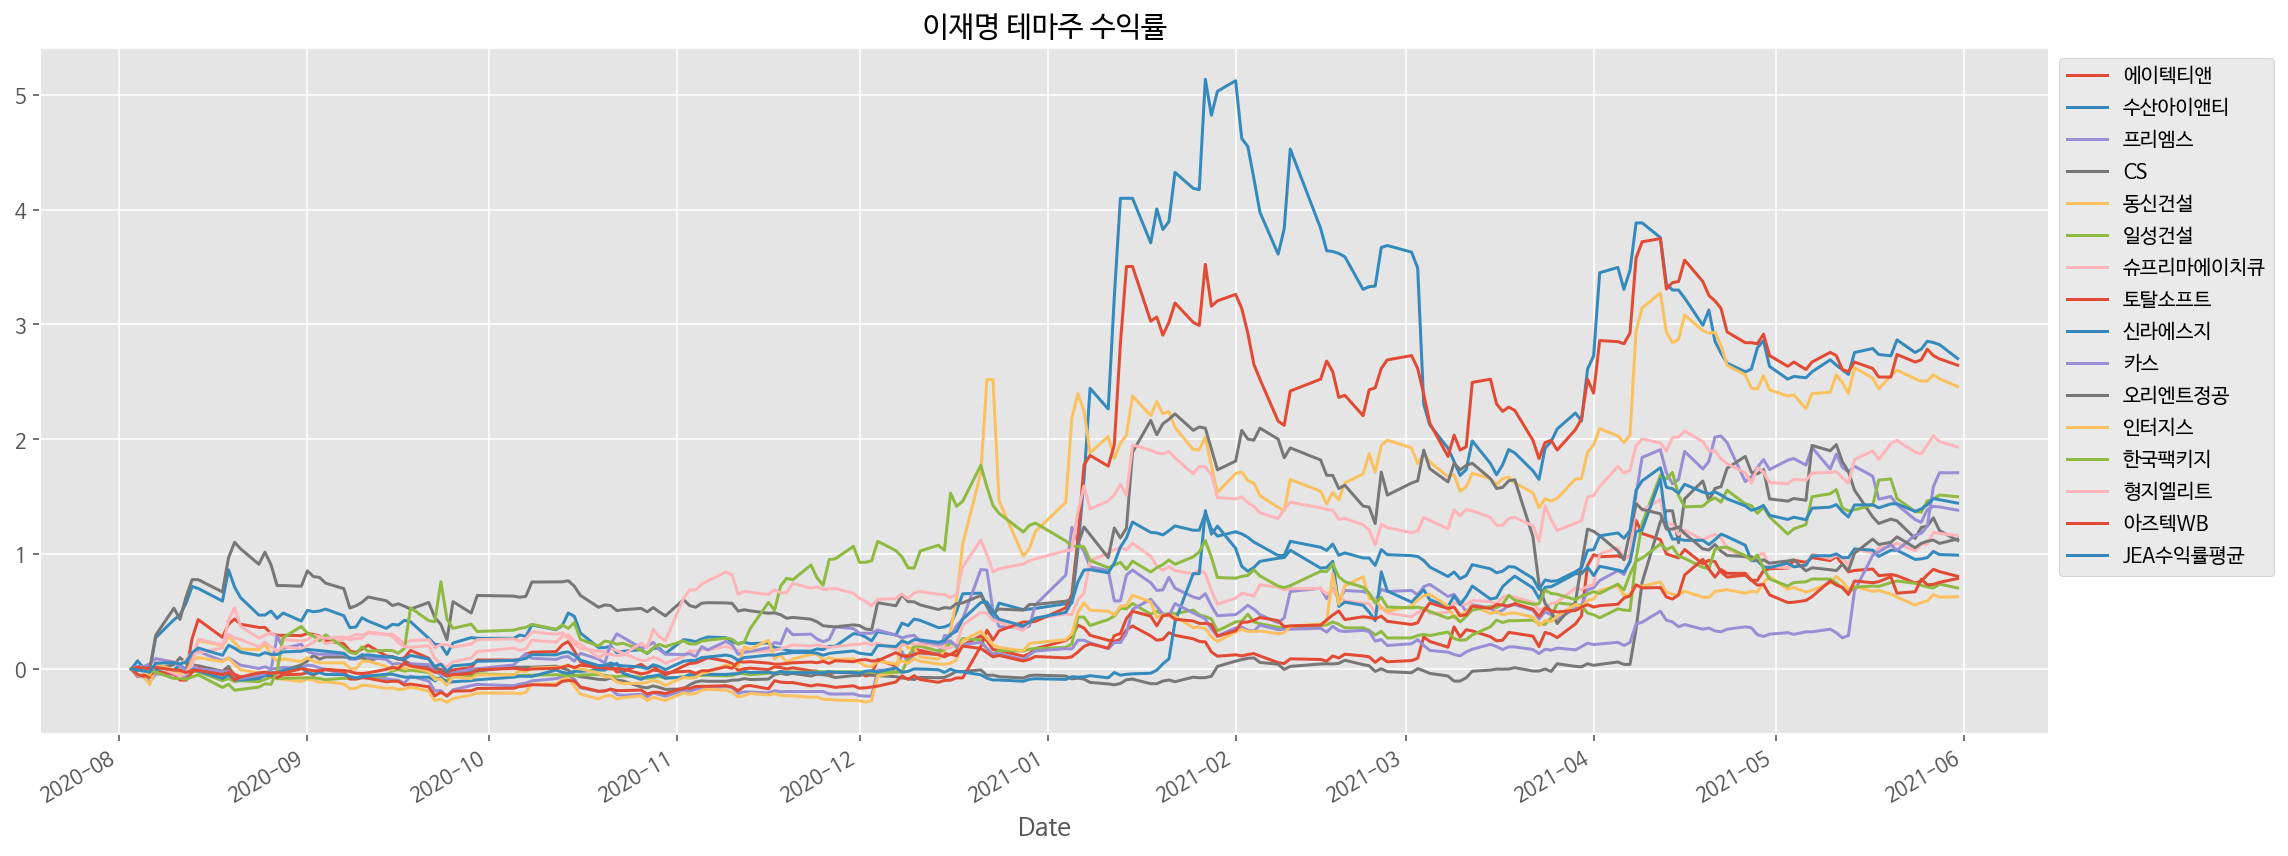 이재명 테마주 수익률
5
4
3
2
1
0
2020-08
2020-09
2020-10
2020-11
2020-12
2021-01
2021-02
2021-03
2021-04
2021-05
2021-06
Date
에이텍티앤
수산아이앤티
프리엠스
CS
동신건설
일성건설
슈프리마에이치큐
토탈소프트
신라에스지
카스
오리엔트정공
인터지스
한국팩키지
형지엘리트
아즈텍WB
JEA수익률평균